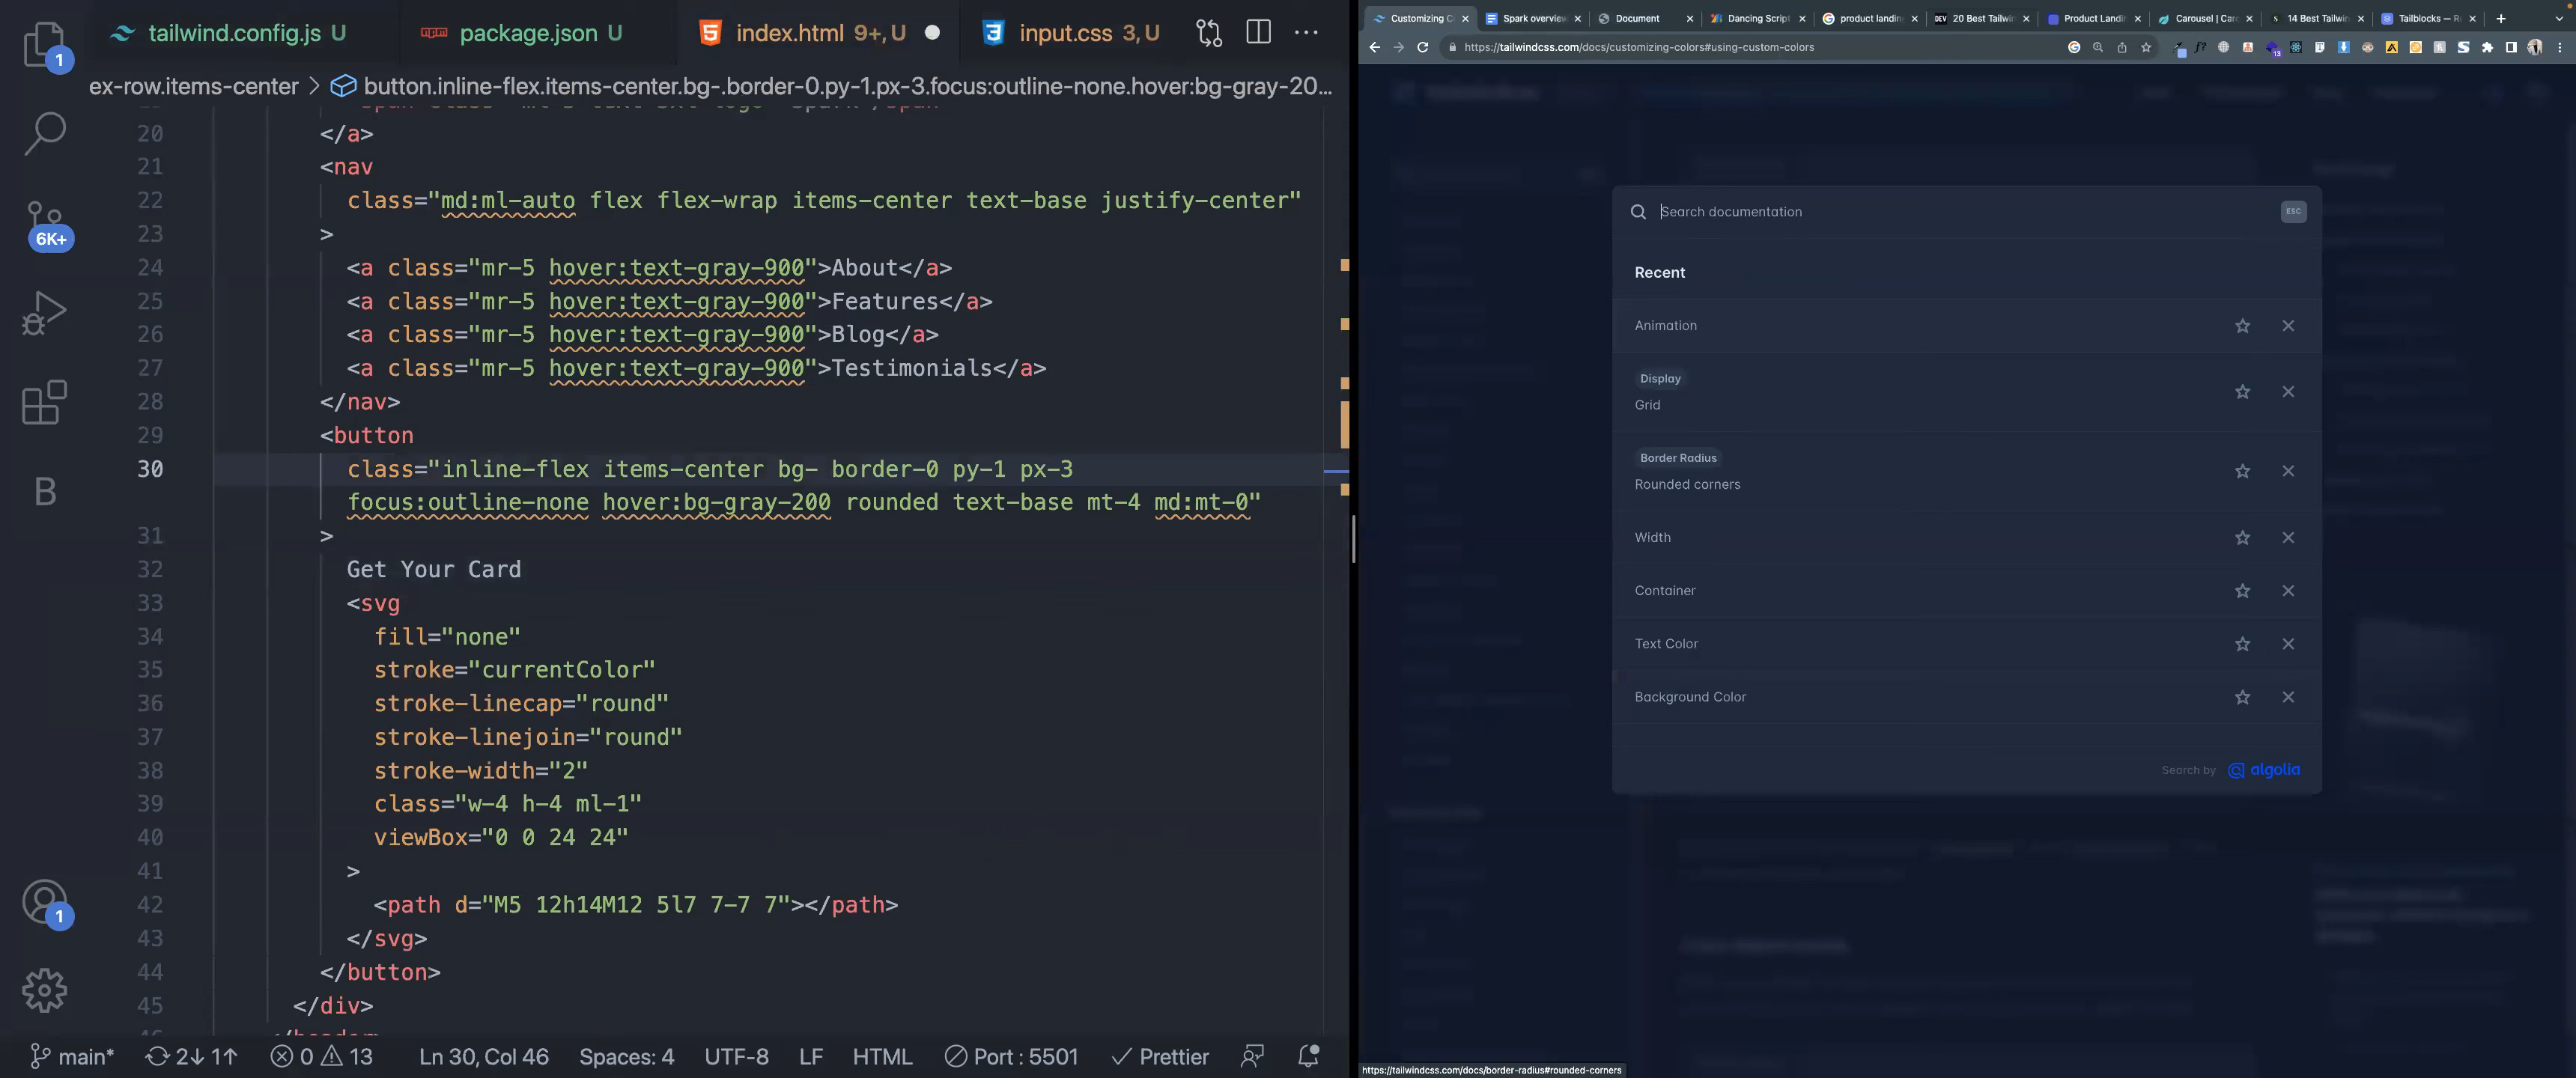 tailwind.config.js U
package.json U
index.html 9+, U
input.css 3, U
ex-row.items-center > button.inline-flex.items-center.bg-.border-0.py-1.px-3.focus:outline-none.hover:bg-gray-20...
20 </a>
21 <nav
22 class="md:ml-auto flex flex-wrap items-center text-base justify-center"
23 >
24 <a class="mr-5 hover:text-gray-900">About</a>
25 <a class="mr-5 hover:text-gray-900">Features</a>
26 <a class="mr-5 hover:text-gray-900">Blog</a>
27 <a class="mr-5 hover:text-gray-900">Testimonials</a>
28 </nav>
29 <button
30 class="inline-flex items-center bg- border-0 py-1 px-3
focus:outline-none hover:bg-gray-200 rounded text-base mt-4 md:mt-0"
31 >
32 Get Your Card
33 <svg
34 fill="none"
35 stroke="currentColor"
36 stroke-linecap="round"
37 stroke-linejoin="round"
38 stroke-width="2"
39 class="w-4 h-4 ml-1"
40 viewBox="0 0 24 24"
41 >
42 <path d="M5 12h14M12 5l7 7-7 7"></path>
43 </svg>
44 </button>
45 </div>
1
6K+
B
1
main* 2↓ 1↑ 0 13 Ln 30, Col 46 Spaces: 4 UTF-8 LF HTML Port : 5501 Prettier
Customizing C
Spark overview
Document
Dancing Script
product landin
DEV 20 Best Tailwi
Product Landi
Carousel | Car
14 Best Tailwi
Tailblocks — R
https://tailwindcss.com/docs/customizing-colors#using-custom-colors
13
Search documentation
ESC
Recent
Animation
Display
Grid
Border Radius
Rounded corners
Width
Container
Text Color
Background Color
Search by algolia
https://tailwindcss.com/docs/border-radius#rounded-corners